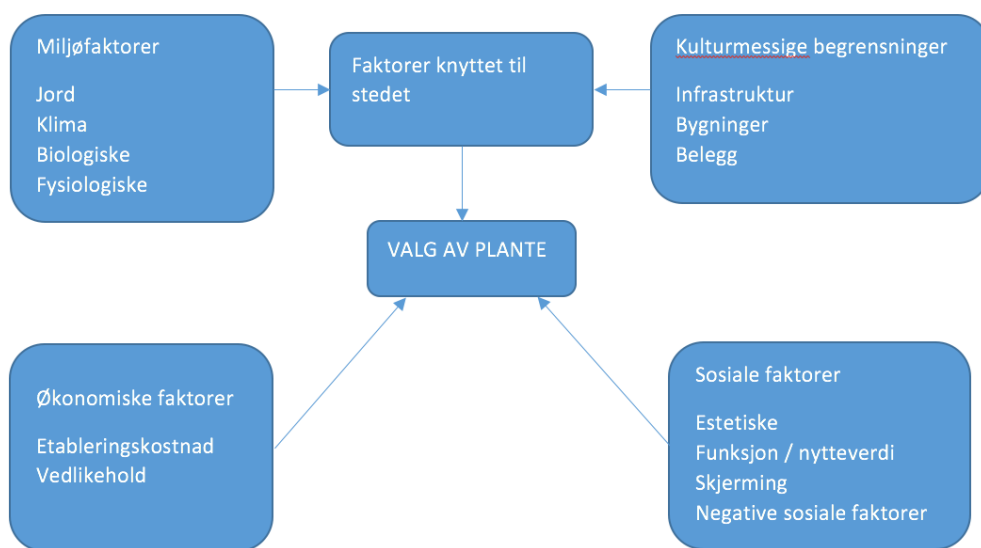 Miljøfaktorer
Jord
Klima
Biologiske
Fysiologiske
Faktorer knyttet til
stedet
Kulturmessige begrensninger
Infrastruktur
Bygninger
Belegg
VALG AV PLANTE
Økonomiske faktorer
Etableringskostnad
Vedlikehold
Sosiale faktorer
Estetiske
Funksjon / nytteverdi
Skjerming
Negative sosiale faktorer